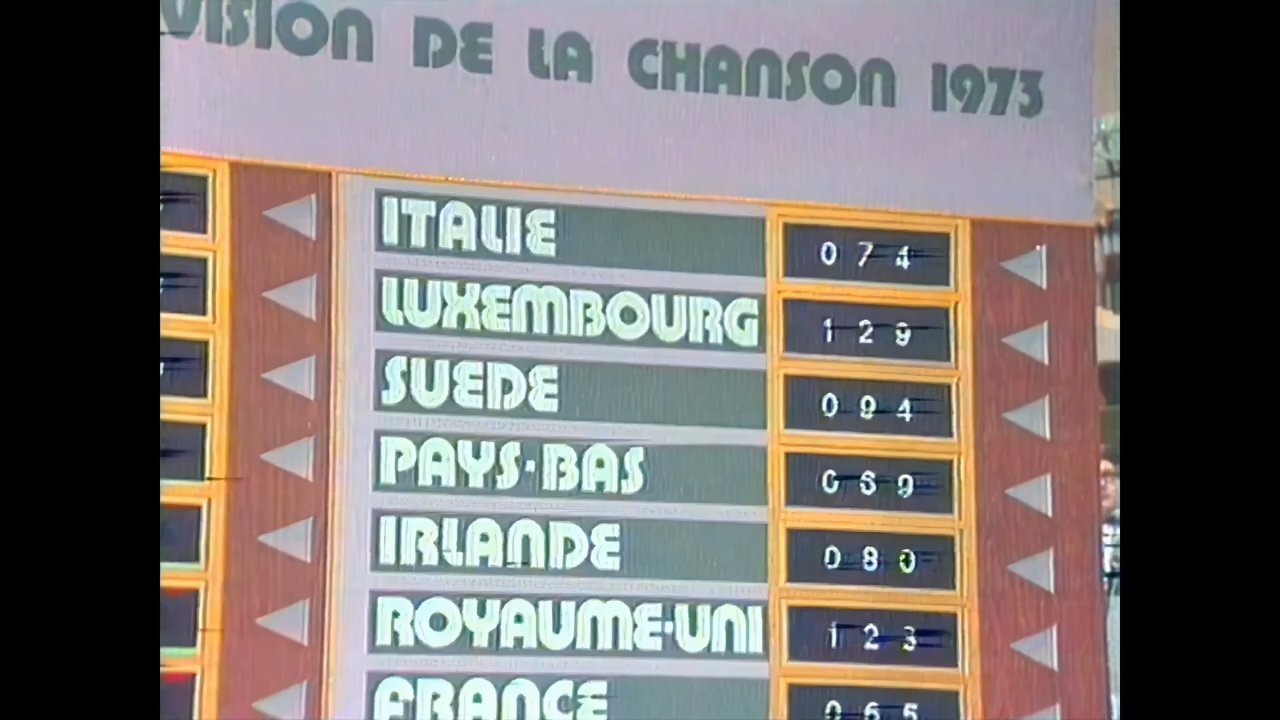 VISION DE LA CHANSON 1973
ITALIE 074
LUXEMBOURG 129
SUEDE 094
PAYS·BAS 069
IRLANDE 080
ROYAUME·UNI 123
FRANCE 065